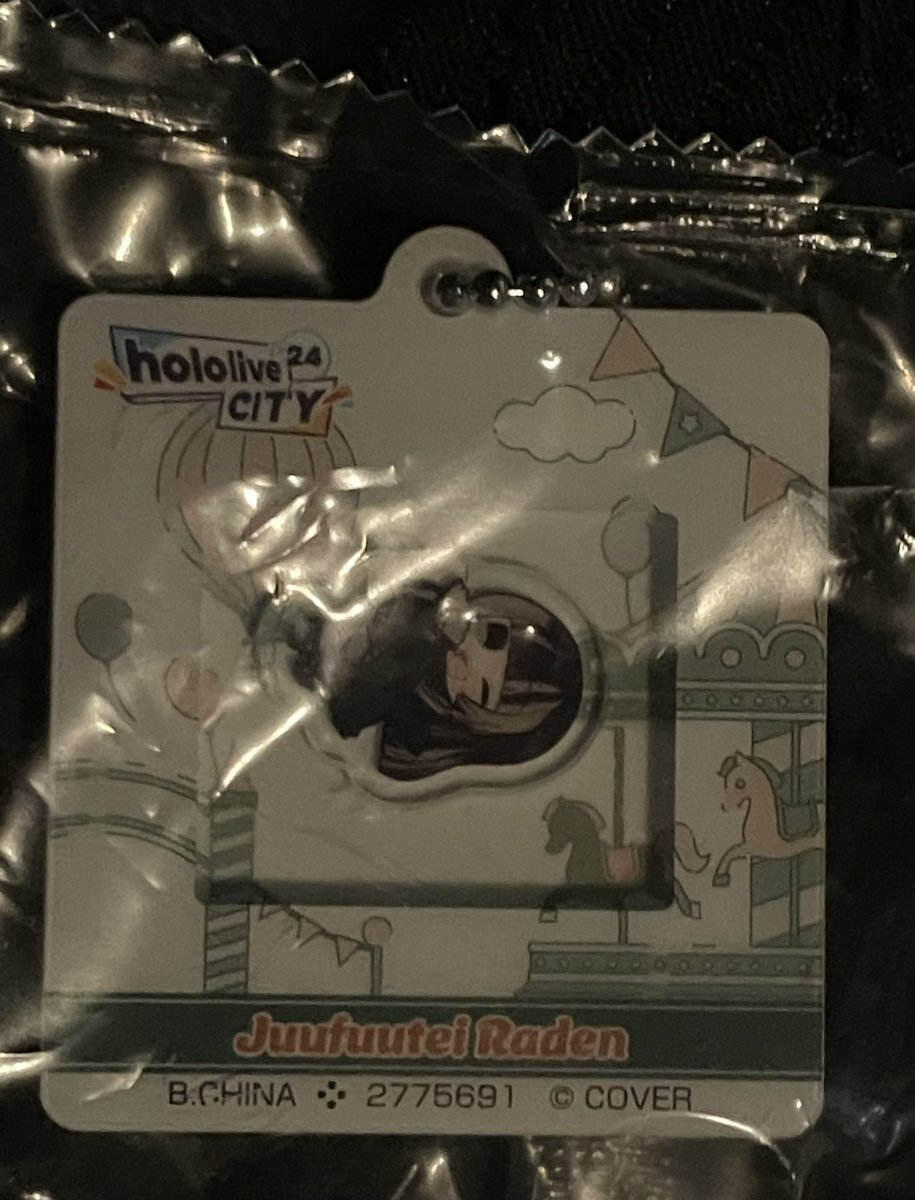 hololive 24
CITY
Juufuutei Raden
B.CHINA 2775691 © COVER